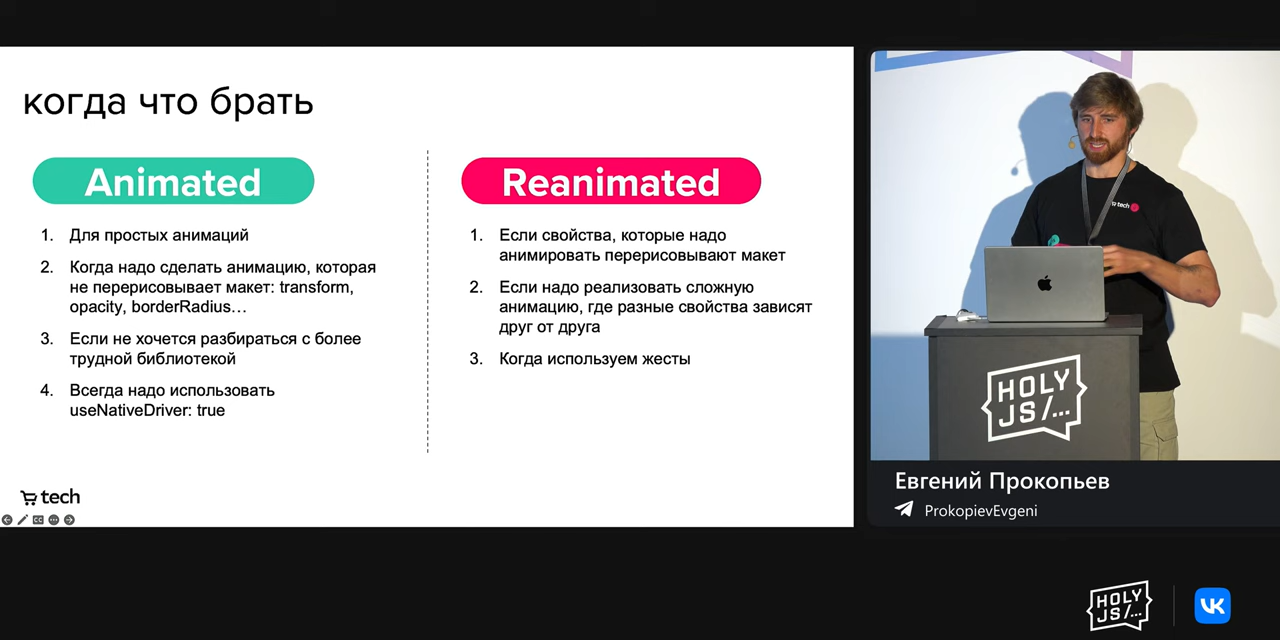 когда что брать
Animated
1. Для простых анимаций
2. Когда надо сделать анимацию, которая
не перерисовывает макет: transform,
opacity, borderRadius...
3. Если не хочется разбираться с более
трудной библиотекой
4. Всегда надо использовать
useNativeDriver: true
Reanimated
1. Если свойства, которые надо
анимировать перерисовывают макет
2. Если надо реализовать сложную
анимацию, где разные свойства зависят
друг от друга
3. Когда используем жесты
tech
CC
tech
HOLY
JS/...
Евгений Прокопьев
ProkopievEvgeni
HOLY
JS/...
VK